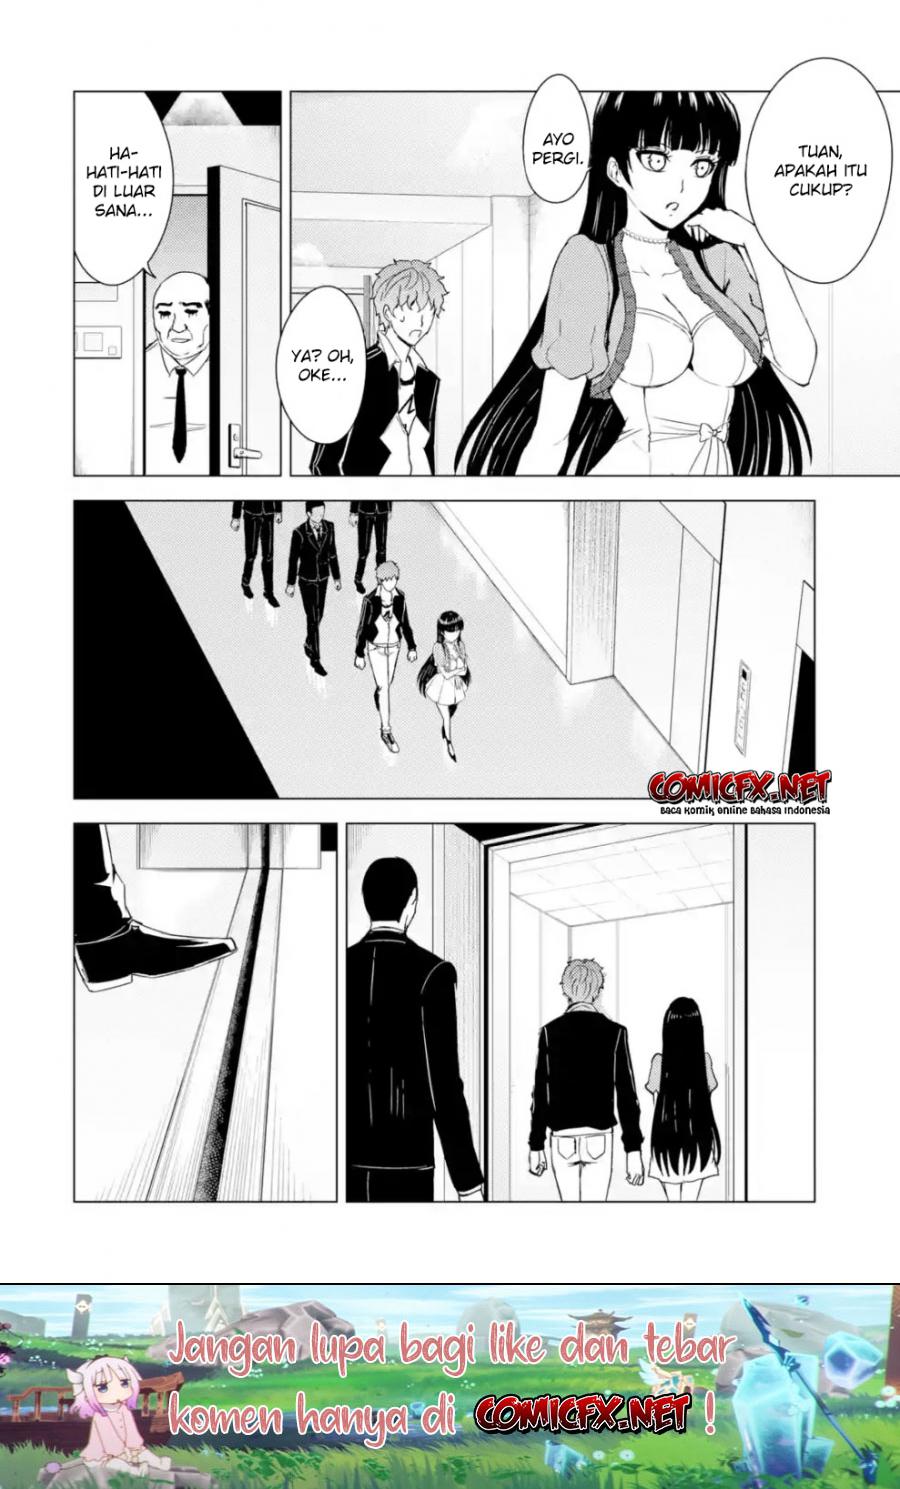 HA-
HATI-HATI
DI LUAR
SANA...
AYO
PERGI.
TUAN,
APAKAH ITU
CUKUP?
YA? OH,
OKE...
COMICFX.NET
Baca Komik Online Bahasa Indonesia
Jangan lupa bagi like dan tebar
komen hanya di COMICFX.NET !